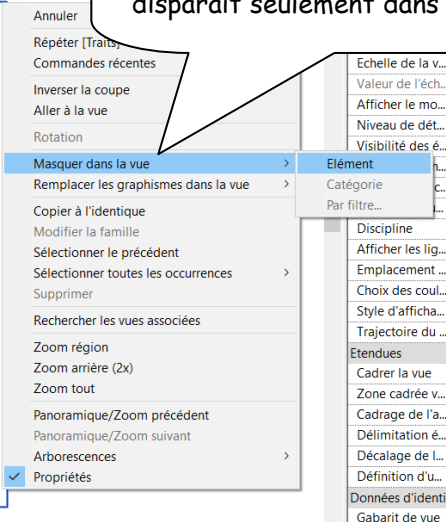 disparait seulement dans
Annuler
Répéter [Traits
Commandes récentes
Inverser la coupe
Aller à la vue
Rotation
Masquer dans la vue
Remplacer les graphismes dans la vue
Copier à l'identique
Modifier la famille
Sélectionner le précédent
Sélectionner toutes les occurrences
Supprimer
Rechercher les vues associées
Zoom région
Zoom arrière (2x)
Zoom tout
Panoramique/Zoom précédent
Panoramique/Zoom suivant
Arborescences
Propriétés
Elément
Catégorie
Par filtre...
Echelle de la v...
Valeur de l'éch...
Afficher le mo...
Niveau de dét...
Visibilité des é...
Discipline
Afficher les lig...
Emplacement ...
Choix des coul...
Style d'afficha...
Trajectoire du ...
Etendues
Cadrer la vue
Zone cadrée v...
Cadrage de l'a...
Délimitation é...
Décalage de l...
Définition d'u...
Données d'identi
Gabarit de vue